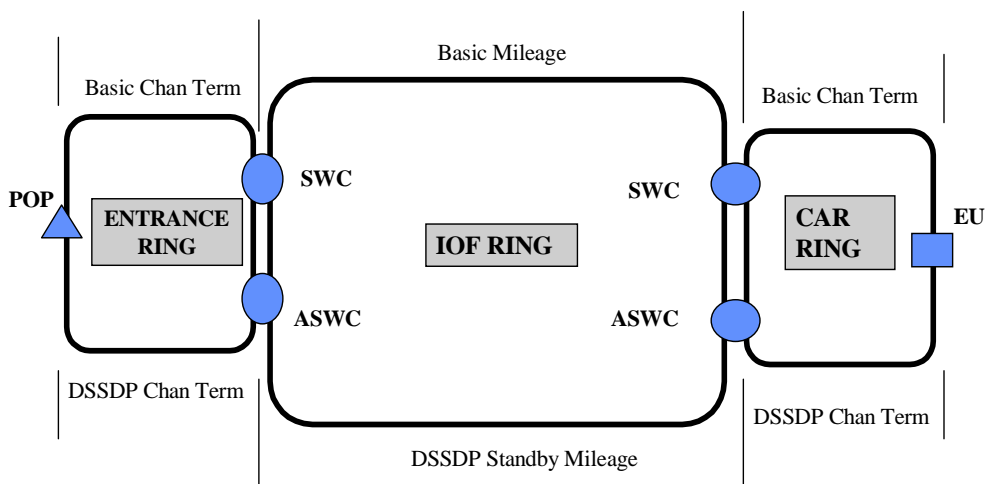 Basic Mileage
Basic Chan Term
Basic Chan Term
SWC
SWC
POP
ENTRANCE
RING
IOF RING
CAR
RING
EU
ASWC
ASWC
DSSDP Chan Term
DSSDP Chan Term
DSSDP Standby Mileage